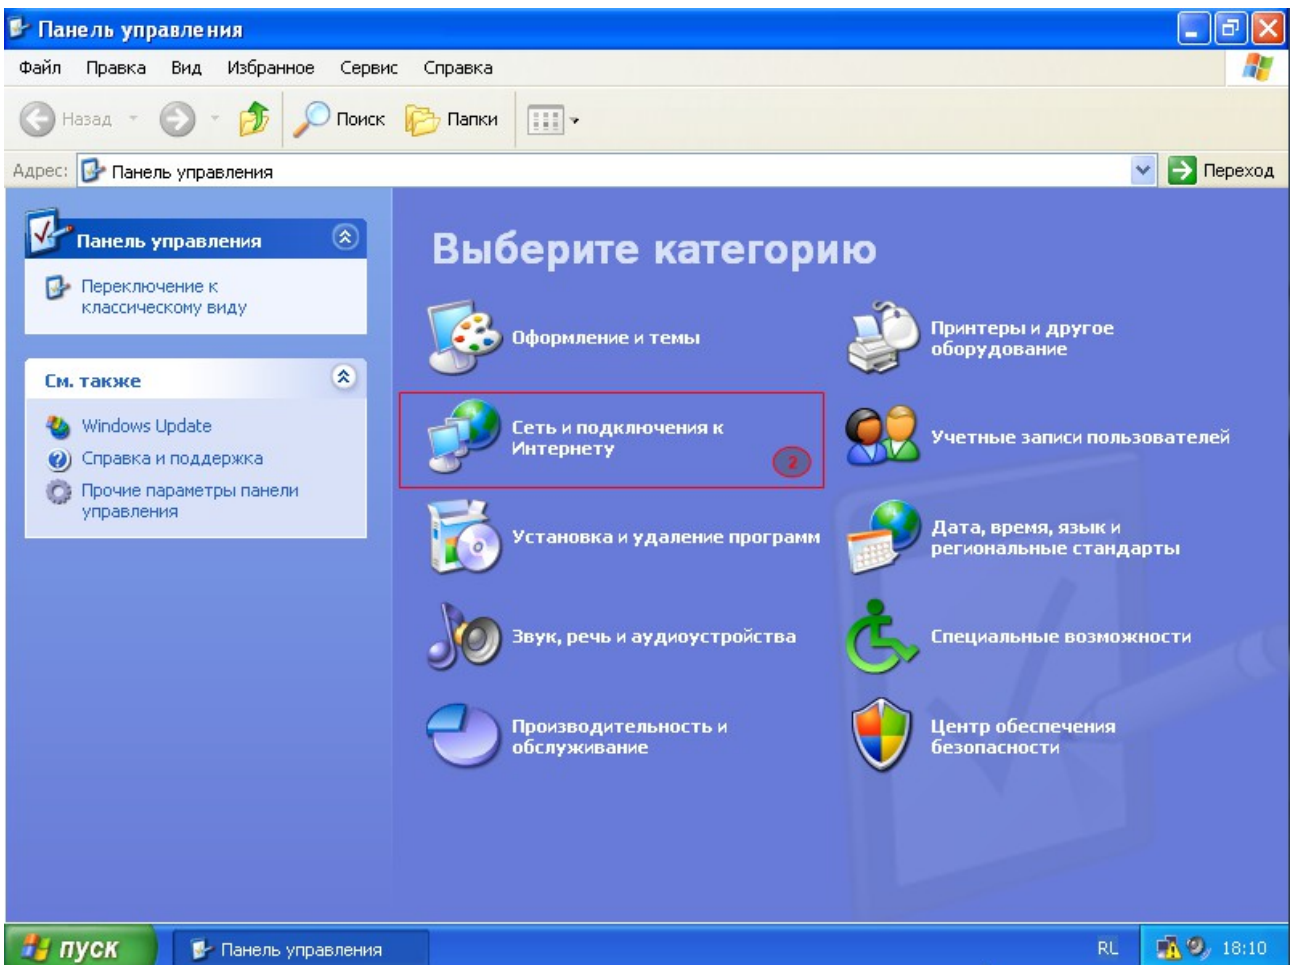 Панель управления
Файл Правка Вид Избранное Сервис Справка
Назад Поиск Папки
Адрес: Панель управления Переход
Панель управления
Переключение к
классическому виду
См. также
Windows Update
Справка и поддержка
Прочие параметры панели
управления
Выберите категорию
Оформление и темы
Принтеры и другое
оборудование
Сеть и подключения к
Интернету
2
Учетные записи пользователей
Установка и удаление программ
Дата, время, язык и
региональные стандарты
Звук, речь и аудиоустройства
Специальные возможности
Производительность и
обслуживание
Центр обеспечения
безопасности
пуск Панель управления RL 18:10